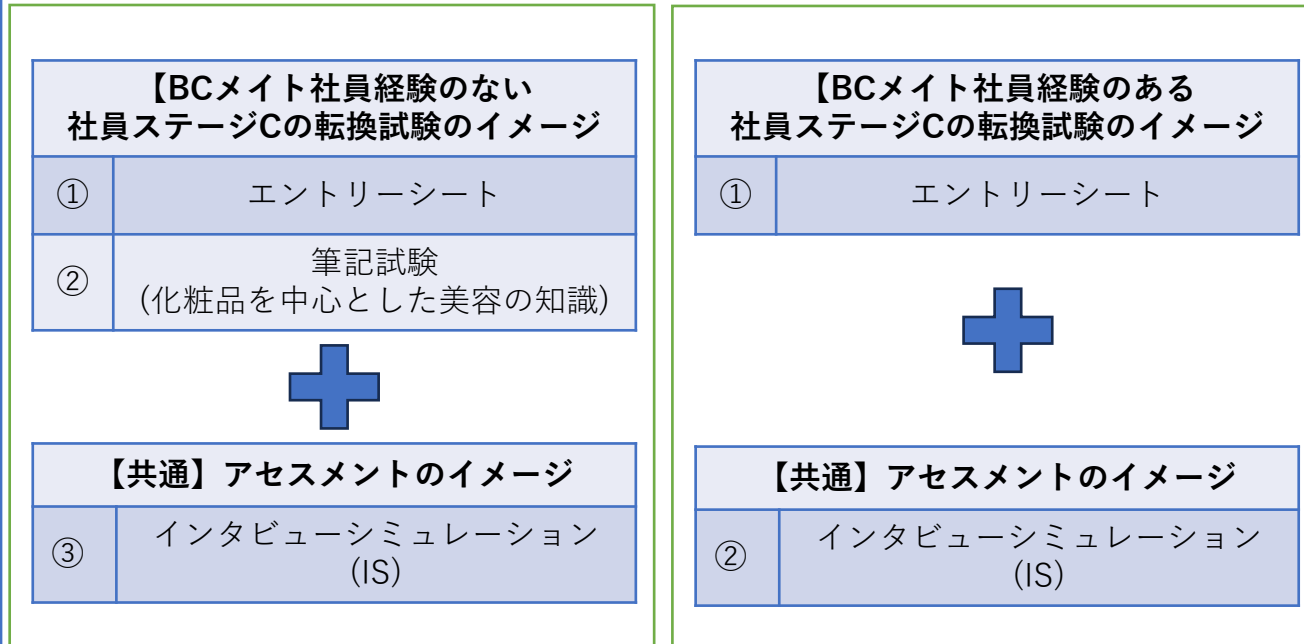 【BCメイト社員経験のない
社員ステージCの転換試験のイメージ
① エントリーシート
② 筆記試験
(化粧品を中心とした美容の知識)
【共通】アセスメントのイメージ
③ インタビューシミュレーション
(IS)
【BCメイト社員経験のある
社員ステージCの転換試験のイメージ
① エントリーシート
【共通】アセスメントのイメージ
② インタビューシミュレーション
(IS)